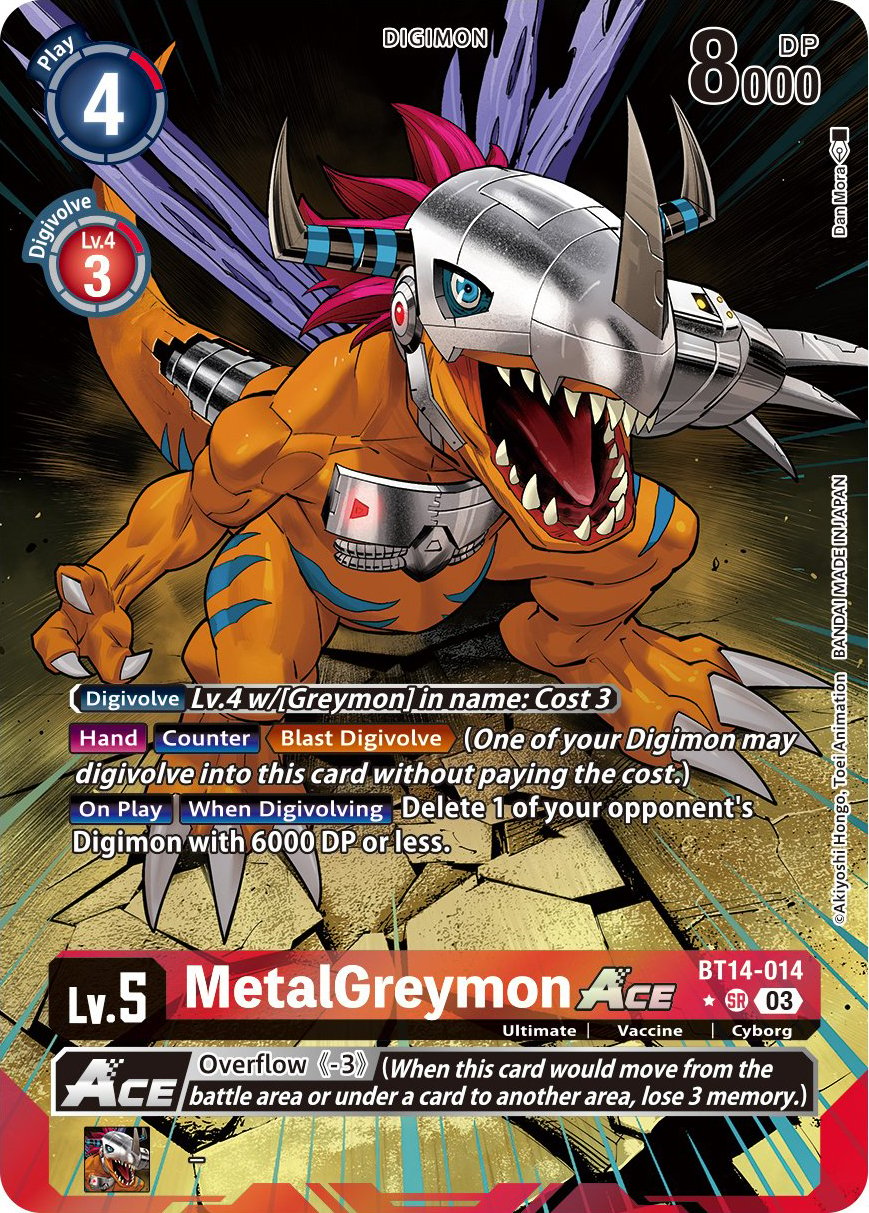 DIGIMON
Play
4
8000
DP
Digivolve
Lv.4
3
Dan Mora
BANDAI MADE IN JAPAN
©Akiyoshi Hongo, Toei Animation
Digivolve Lv.4 w/[Greymon] in name: Cost 3
Hand Counter Blast Digivolve (One of your Digimon may
digivolve into this card without paying the cost.)
On Play When Digivolving Delete 1 of your opponent's
Digimon with 6000 DP or less.
Lv.5
MetalGreymon ACE
BT14-014
SR 03
Ultimate | Vaccine | Cyborg
ACE
Overflow 《-3》 (When this card would move from the
battle area or under a card to another area, lose 3 memory.)
-